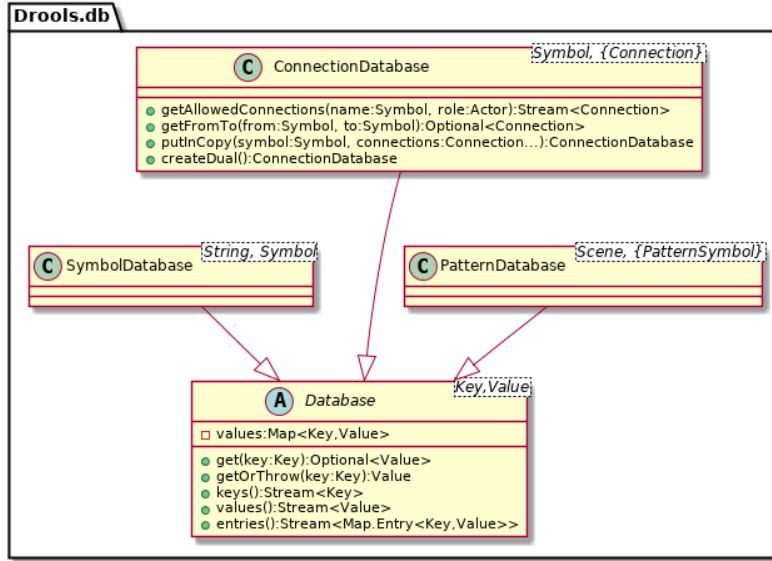 Drools.db
C ConnectionDatabase
Symbol, {Connection}
getAllowedConnections(name:Symbol, role:Actor):Stream<Connection>
getFromTo(from:Symbol, to:Symbol):Optional<Connection>
putInCopy(symbol:Symbol, connections:Connection...):ConnectionDatabase
createDual():ConnectionDatabase
C SymbolDatabase
String, Symbol
C PatternDatabase
Scene, {PatternSymbol}
A Database
Key,Value
values:Map<Key,Value>
get(key:Key):Optional<Value>
getOrThrow(key:Key):Value
keys():Stream<Key>
values():Stream<Value>
entries():Stream<Map.Entry<Key,Value>>